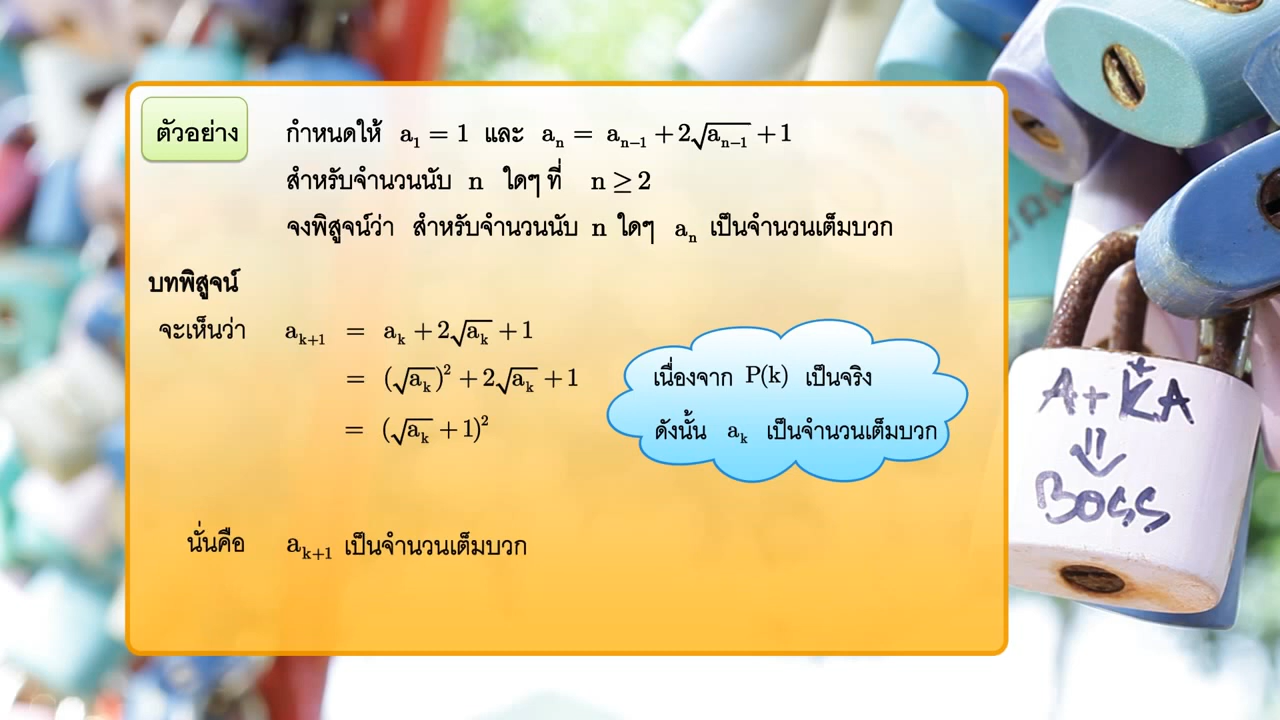 ตัวอย่าง กำหนดให้ a₁ = 1 และ aₙ = aₙ₋₁ + 2√aₙ₋₁ + 1
สำหรับจำนวนนับ n ใดๆ ที่ n ≥ 2
จงพิสูจน์ว่า สำหรับจำนวนนับ n ใดๆ aₙ เป็นจำนวนเต็มบวก
บทพิสูจน์
จะเห็นว่า aₖ₊₁ = aₖ + 2√aₖ + 1
= (√aₖ)² + 2√aₖ + 1
= (√aₖ + 1)²
เนื่องจาก P(k) เป็นจริง
ดังนั้น aₖ เป็นจำนวนเต็มบวก
นั่นคือ aₖ₊₁ เป็นจำนวนเต็มบวก
A+KA
BOSS